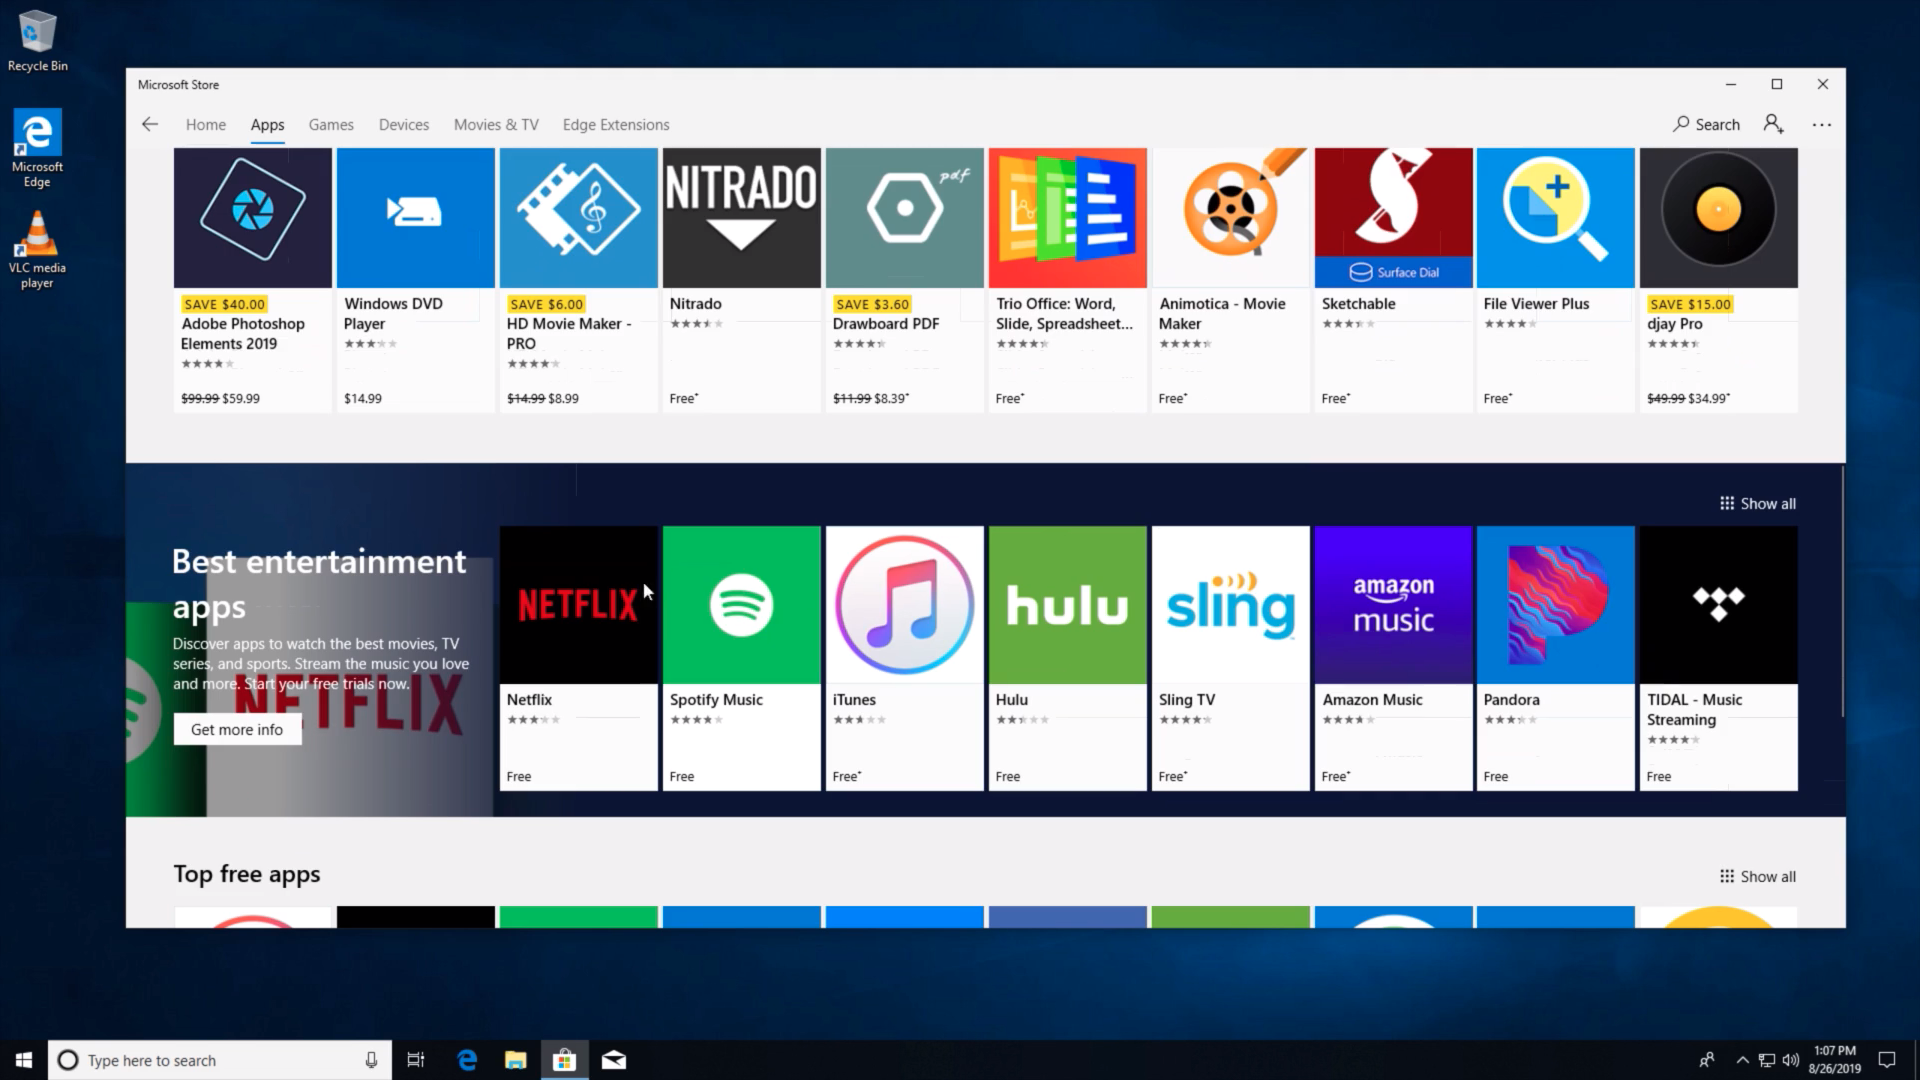 Recycle Bin
Microsoft
Edge
VLC media
player
Microsoft Store
Home Apps Games Devices Movies & TV Edge Extensions Search
NITRADO
pdf
Surface Dial
SAVE $40.00
Adobe Photoshop
Elements 2019
$99.99 $59.99
Windows DVD
Player
$14.99
SAVE $6.00
HD Movie Maker -
PRO
$14.99 $8.99
Nitrado
Free*
SAVE $3.60
Drawboard PDF
$11.99 $8.39*
Trio Office: Word,
Slide, Spreadsheet...
Free*
Animotica - Movie
Maker
Free*
Sketchable
Free*
File Viewer Plus
Free*
SAVE $15.00
djay Pro
$49.99 $34.99*
Show all
Best entertainment
apps
Discover apps to watch the best movies, TV
series, and sports. Stream the music you love
and more. Start your free trials now.
NETFLIX
Get more info
NETFLIX
Netflix
Free
Spotify Music
Free
iTunes
Free*
hulu
Hulu
Free
sling
Sling TV
Free*
amazon
music
Amazon Music
Free*
Pandora
Free
TIDAL - Music
Streaming
Free
Top free apps
Show all
Type here to search
1:07 PM
8/26/2019